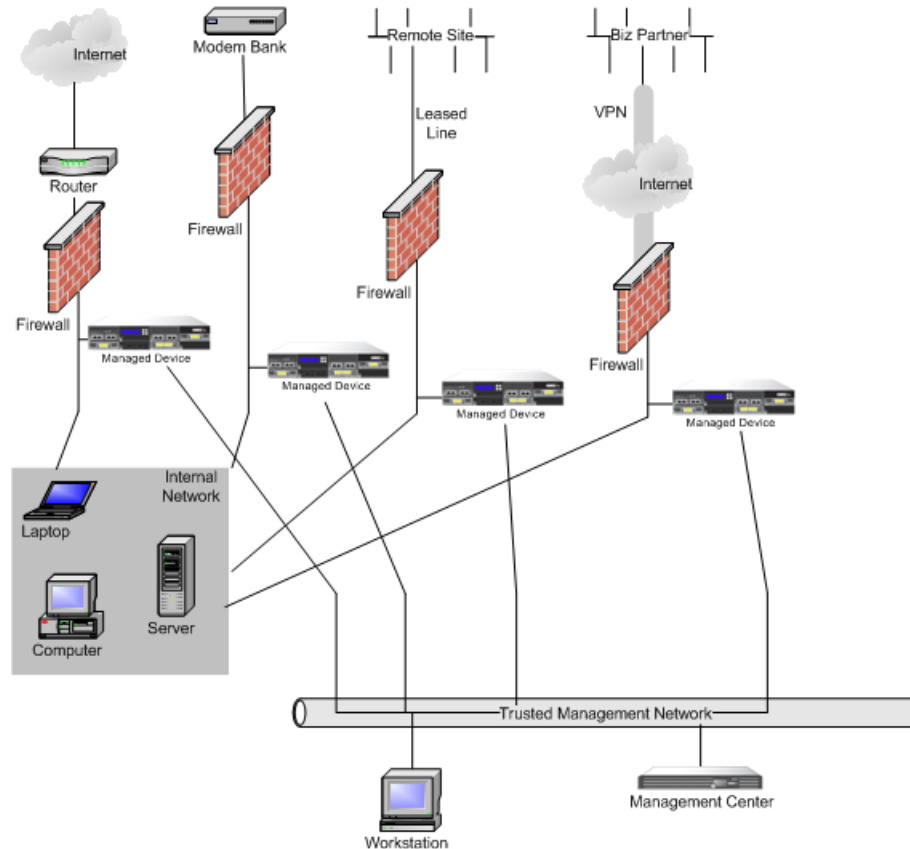 Internet
Modem Bank
Remote Site
Biz Partner
Leased
Line
VPN
Internet
Router
Firewall
Firewall
Firewall
Firewall
Managed Device
Managed Device
Managed Device
Managed Device
Internal
Network
Laptop
Server
Computer
Trusted Management Network
Management Center
Workstation